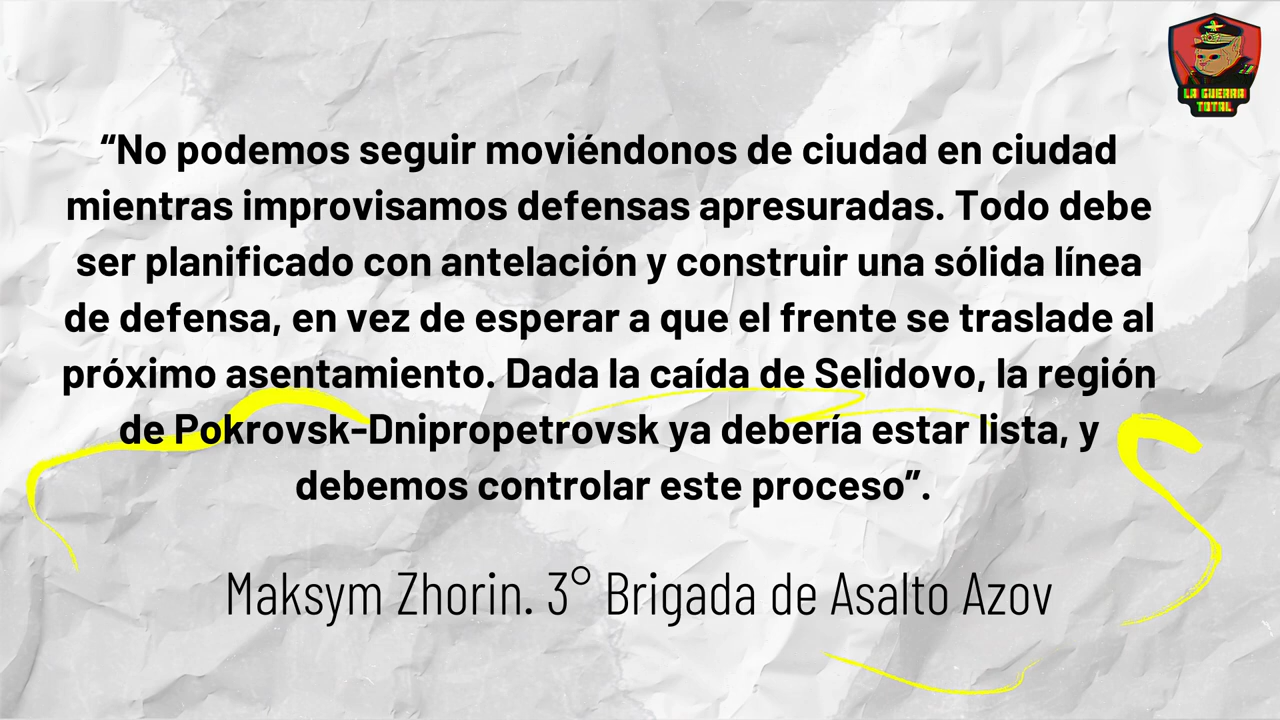 LA GUERRA
TOTAL
“No podemos seguir moviéndonos de ciudad en ciudad
mientras improvisamos defensas apresuradas. Todo debe
ser planificado con antelación y construir una sólida línea
de defensa, en vez de esperar a que el frente se traslade al
próximo asentamiento. Dada la caída de Selidovo, la región
de Pokrovsk-Dnipropetrovsk ya debería estar lista, y
debemos controlar este proceso”.
Maksym Zhorin. 3° Brigada de Asalto Azov